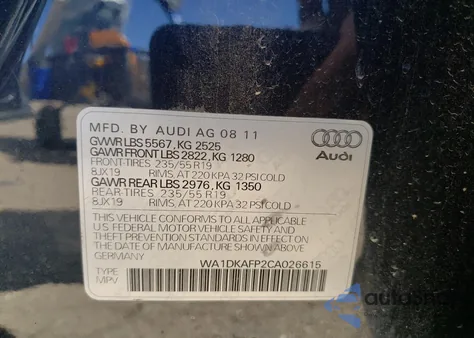 MFD. BY AUDI AG 08 11
GVWR LBS 5567, KG 2525
GAWR FRONT LBS 2822, KG 1280
FRONT-TIRES 235/55 R19
8JX19 RIMS, AT 220 KPA 32 PSI COLD
GAWR REAR LBS 2976, KG 1350
REAR-TIRES 235/55 R19
8JX19 RIMS, AT 220 KPA 32 PSI COLD
Audi
THIS VEHICLE CONFORMS TO ALL APPLICABLE
U.S FEDERAL MOTOR VEHICLE SAFETY AND
THEFT PREVENTION STANDARDS IN EFFECT ON
THE DATE OF MANUFACTURE SHOWN ABOVE.
WA1DKAFP2CA026615
TYPE
MPV